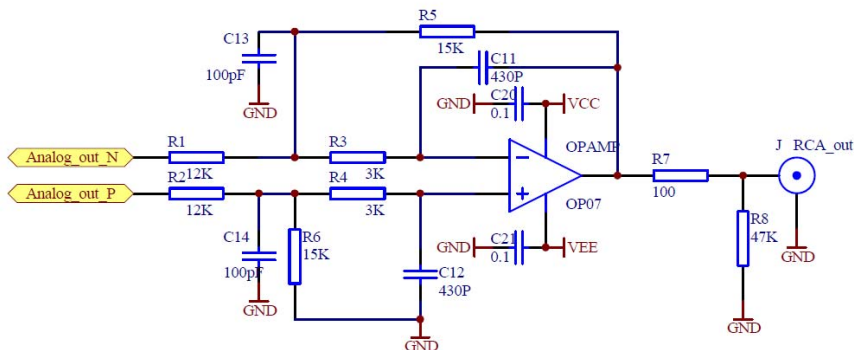 R5
15K
C13
100pF
C11
430P
C20
0.1
GND
VCC
GND
Analog_out_N
R1
12K
R3
3K
OPAMP
OP07
R7
100
J RCA_out
Analog_out_P
R2
12K
R4
3K
C14
100pF
R6
15K
GND
C21
0.1
VEE
R8
47K
GND
C12
430P
GND
GND
GND